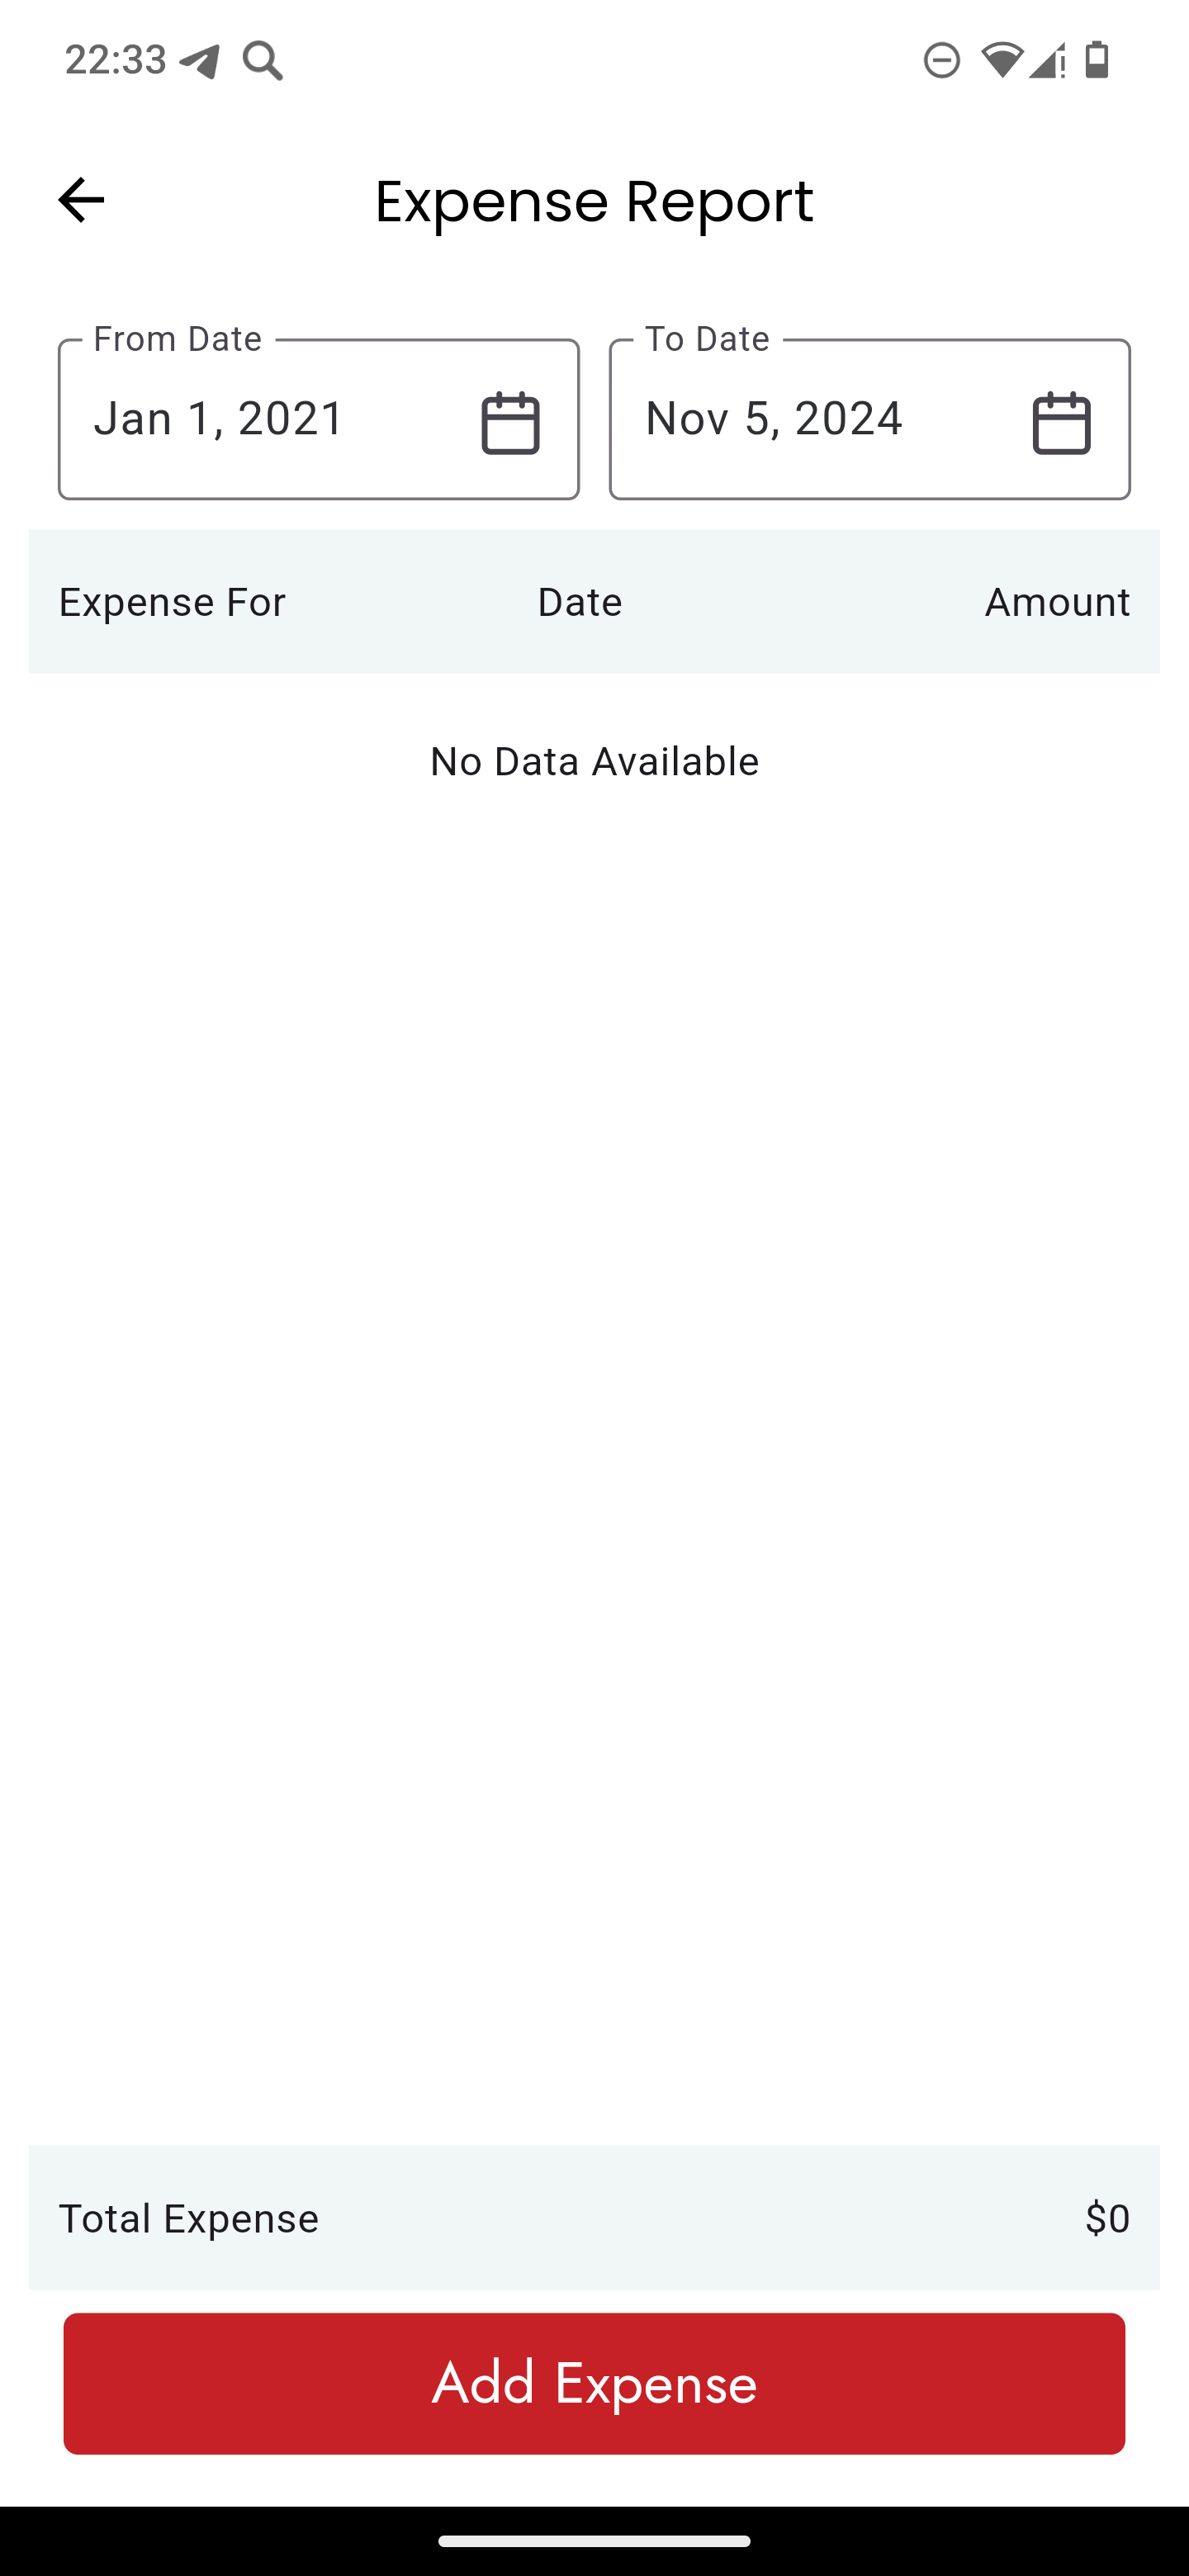 22:33
Expense Report
From Date
To Date
Jan 1, 2021
Nov 5, 2024
Expense For Date Amount
No Data Available
Total Expense $0
Add Expense